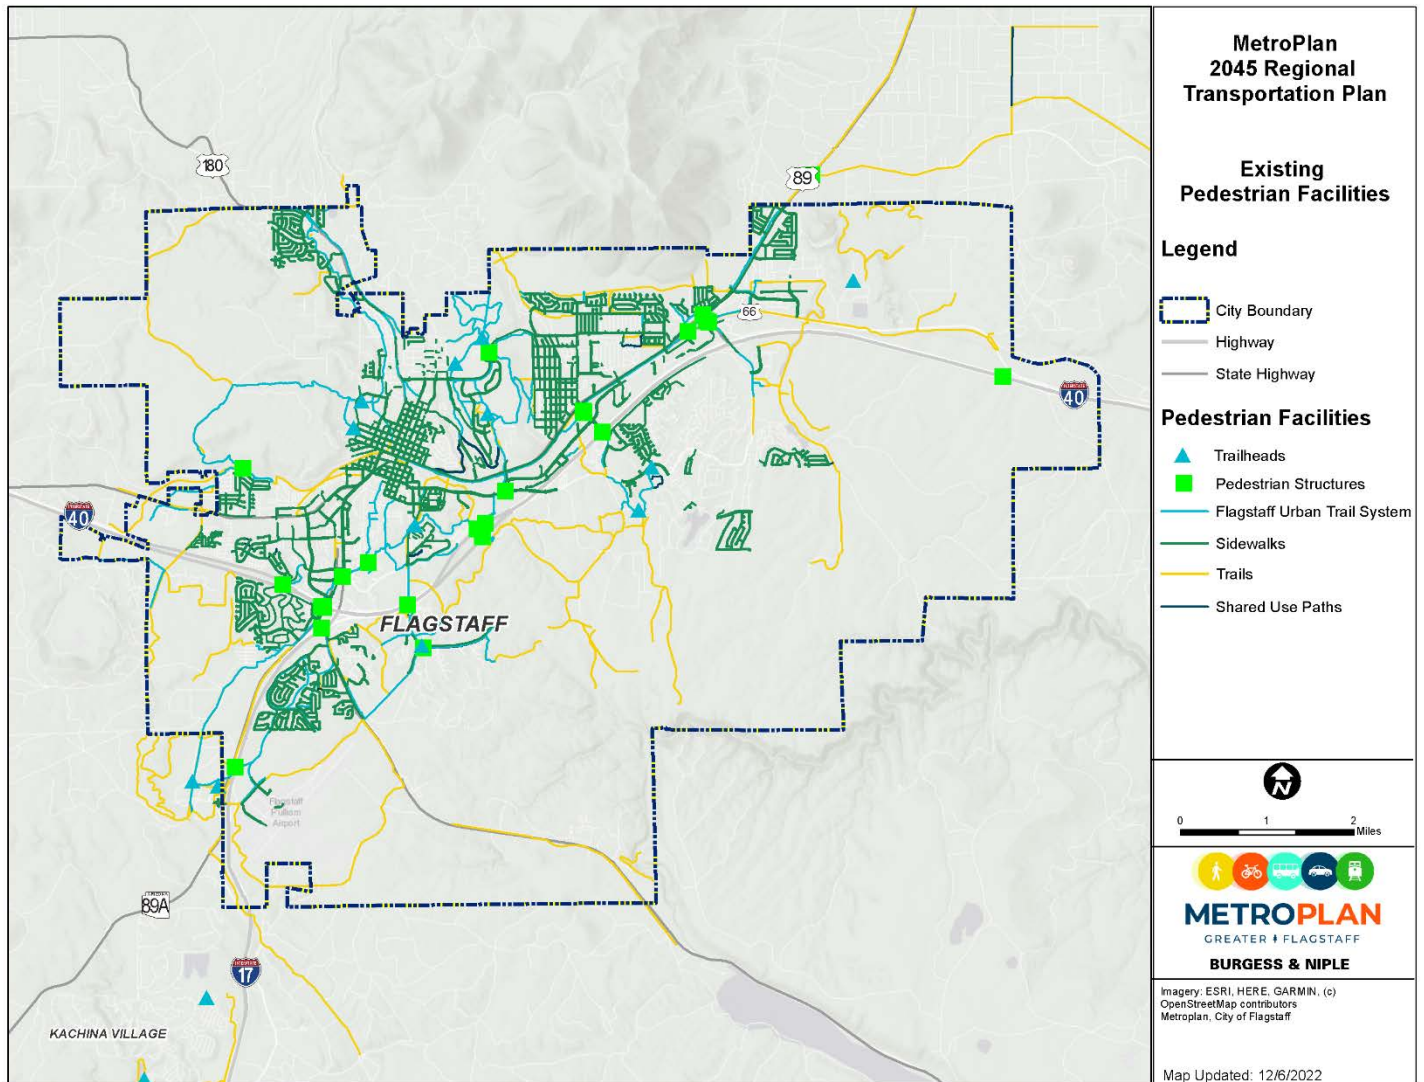 MetroPlan
2045 Regional
Transportation Plan
Existing
Pedestrian Facilities
Legend
City Boundary
Highway
State Highway
Pedestrian Facilities
Trailheads
Pedestrian Structures
Flagstaff Urban Trail System
Sidewalks
Trails
Shared Use Paths
N
0 1 2
Miles
METROPLAN
GREATER FLAGSTAFF
BURGESS & NIPLE
Imagery: ESRI, HERE, GARMIN, (c)
OpenStreetMap contributors
Metroplan, City of Flagstaff
Map Updated: 12/6/2022
180
89
66
40
40
FLAGSTAFF
Flagstaff
Pulliam
Airport
89A
17
KACHINA VILLAGE